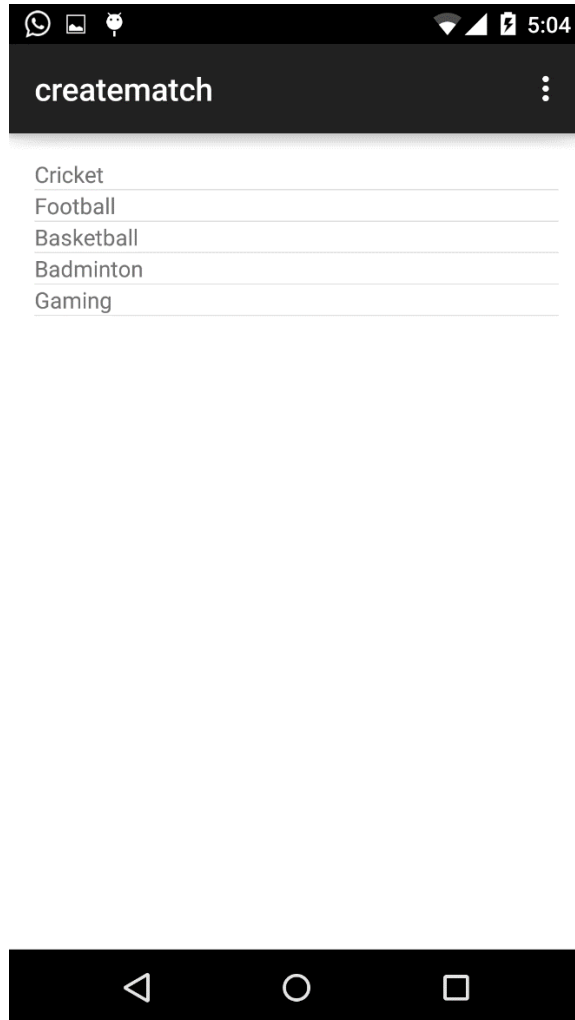 5:04
creatematch
Cricket
Football
Basketball
Badminton
Gaming